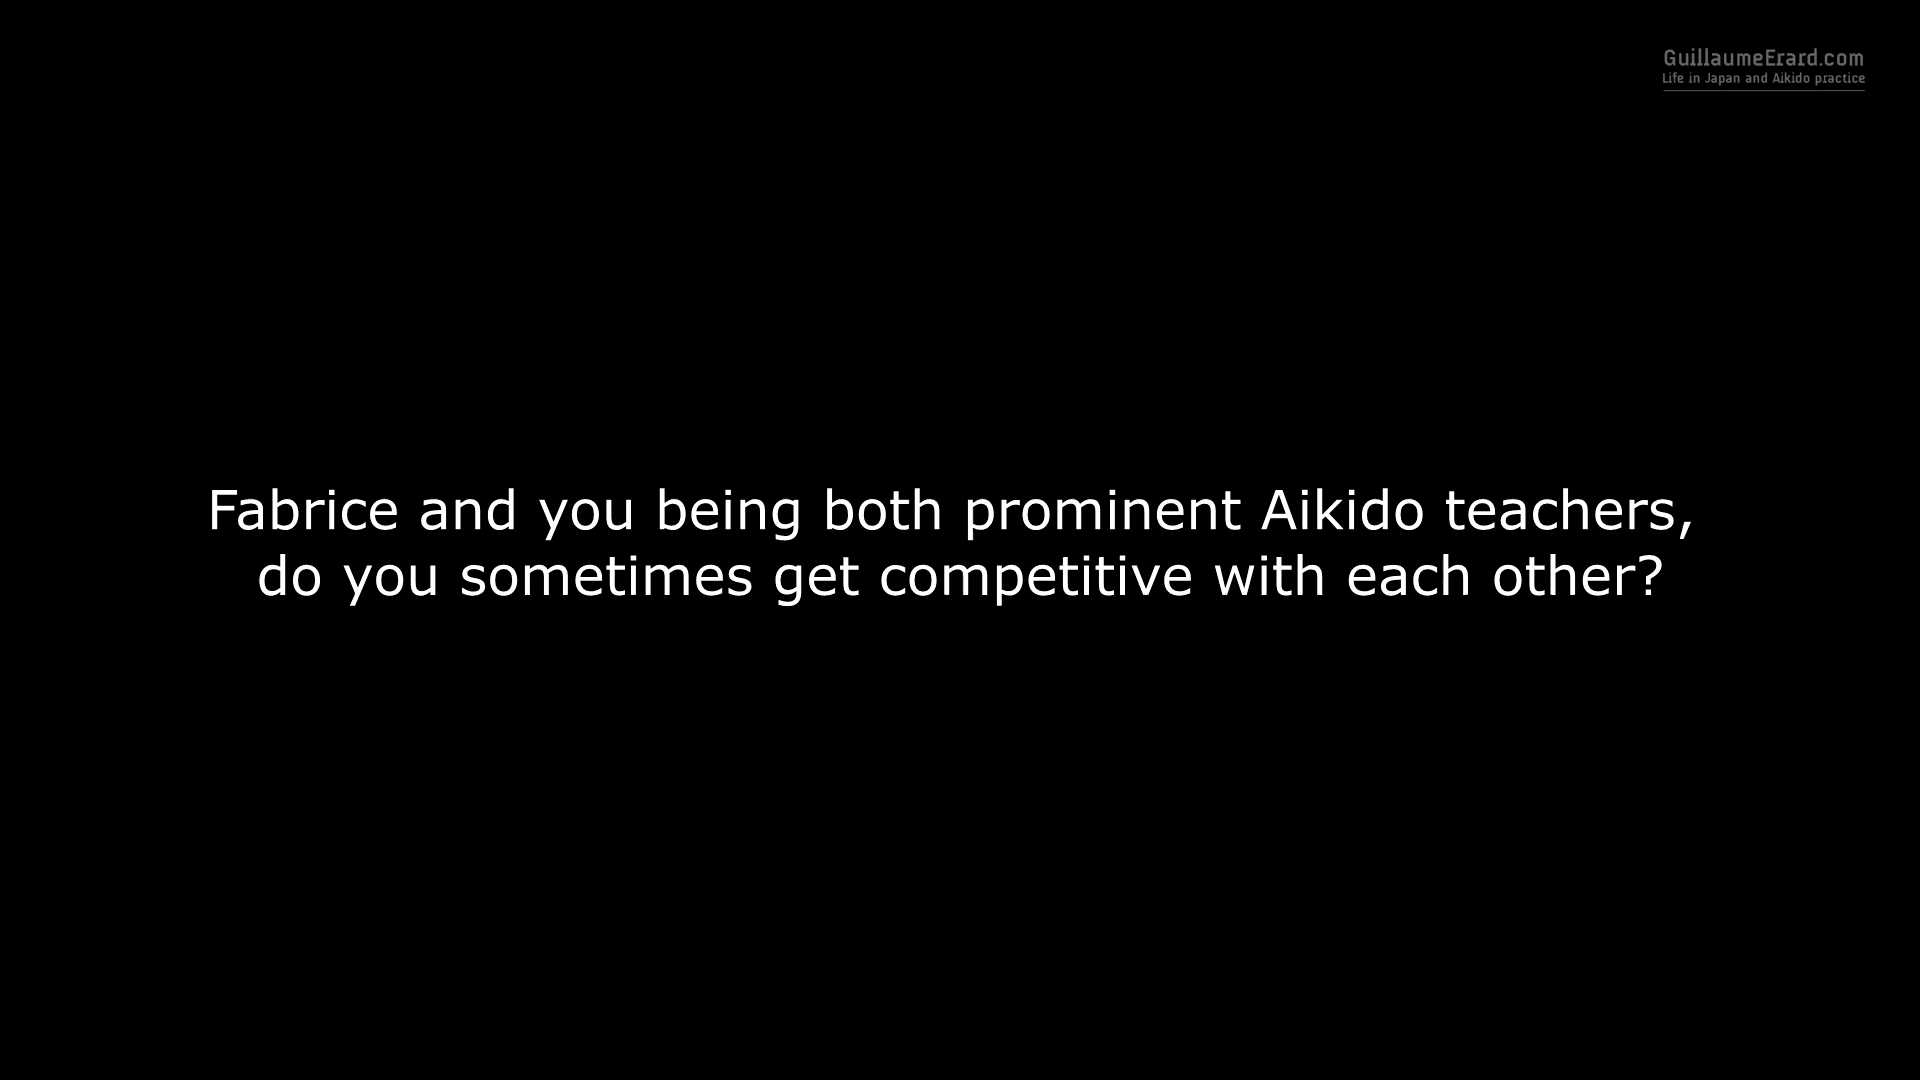 GuillaumeErard.com
Life in Japan and Aikido practice
Fabrice and you being both prominent Aikido teachers,
do you sometimes get competitive with each other?